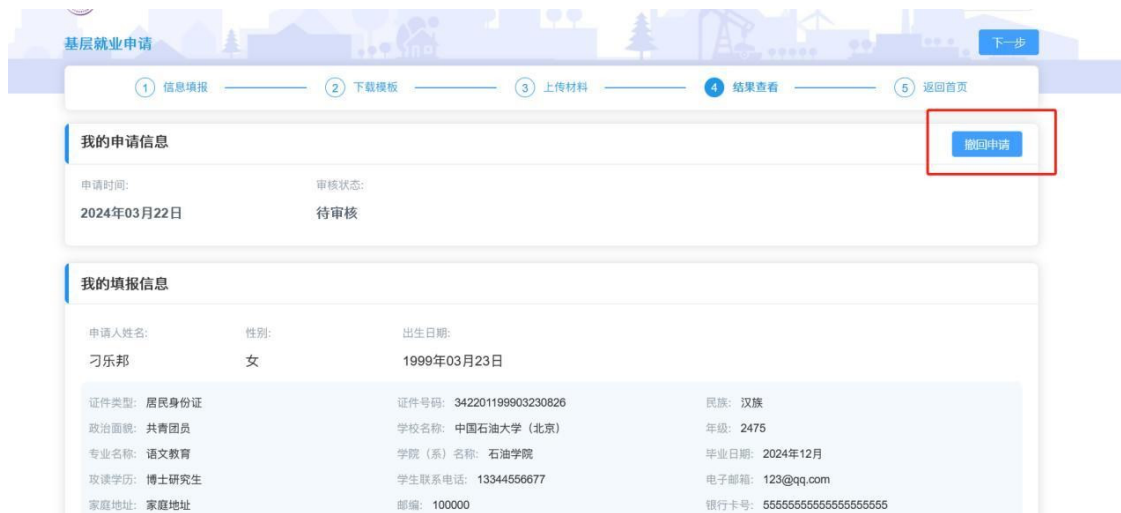 基层就业申请 下一步
1 信息填报 2 下载模板 3 上传材料 4 结果查看 5 返回首页
我的申请信息 撤回申请
申请时间: 审核状态:
2024年03月22日 待审核
我的填报信息
申请人姓名: 性别: 出生日期:
刁乐邦 女 1999年03月23日
证件类型: 居民身份证 证件号码: 342201199903230826 民族: 汉族
政治面貌: 共青团员 学校名称: 中国石油大学（北京） 年级: 2475
专业名称: 语文教育 学院（系）名称: 石油学院 毕业日期: 2024年12月
攻读学历: 博士研究生 学生联系电话: 13344556677 电子邮箱: 123@qq.com
家庭地址: 家庭地址 邮编: 100000 银行卡号: 55555555555555555555